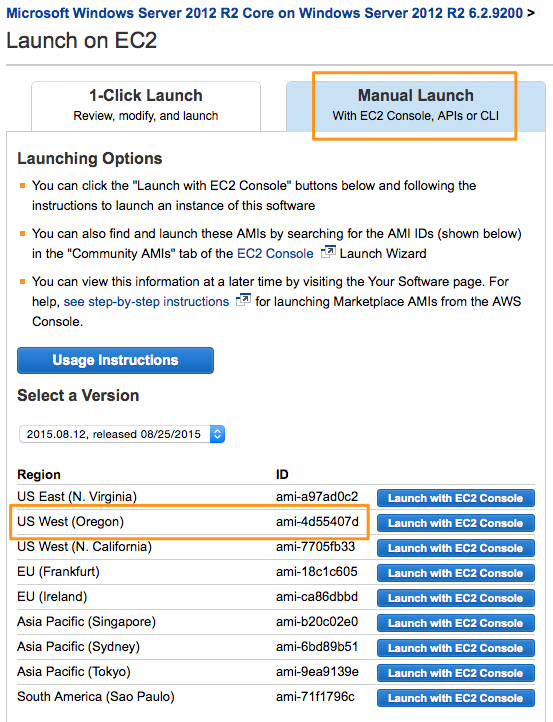 Microsoft Windows Server 2012 R2 Core on Windows Server 2012 R2 6.2.9200 >
Launch on EC2
1-Click Launch
Review, modify, and launch
Manual Launch
With EC2 Console, APIs or CLI
Launching Options
You can click the "Launch with EC2 Console" buttons below and following the
instructions to launch an instance of this software
You can also find and launch these AMIs by searching for the AMI IDs (shown below)
in the "Community AMIs" tab of the EC2 Console Launch Wizard
You can view this information at a later time by visiting the Your Software page. For
help, see step-by-step instructions for launching Marketplace AMIs from the AWS
Console.
Usage Instructions
Select a Version
2015.08.12, released 08/25/2015
Region ID
US East (N. Virginia) ami-a97ad0c2 Launch with EC2 Console
US West (Oregon) ami-4d55407d Launch with EC2 Console
US West (N. California) ami-7705fb33 Launch with EC2 Console
EU (Frankfurt) ami-18c1c605 Launch with EC2 Console
EU (Ireland) ami-ca86dbbd Launch with EC2 Console
Asia Pacific (Singapore) ami-b20c02e0 Launch with EC2 Console
Asia Pacific (Sydney) ami-6bd89b51 Launch with EC2 Console
Asia Pacific (Tokyo) ami-9ea9139e Launch with EC2 Console
South America (Sao Paulo) ami-71f1796c Launch with EC2 Console